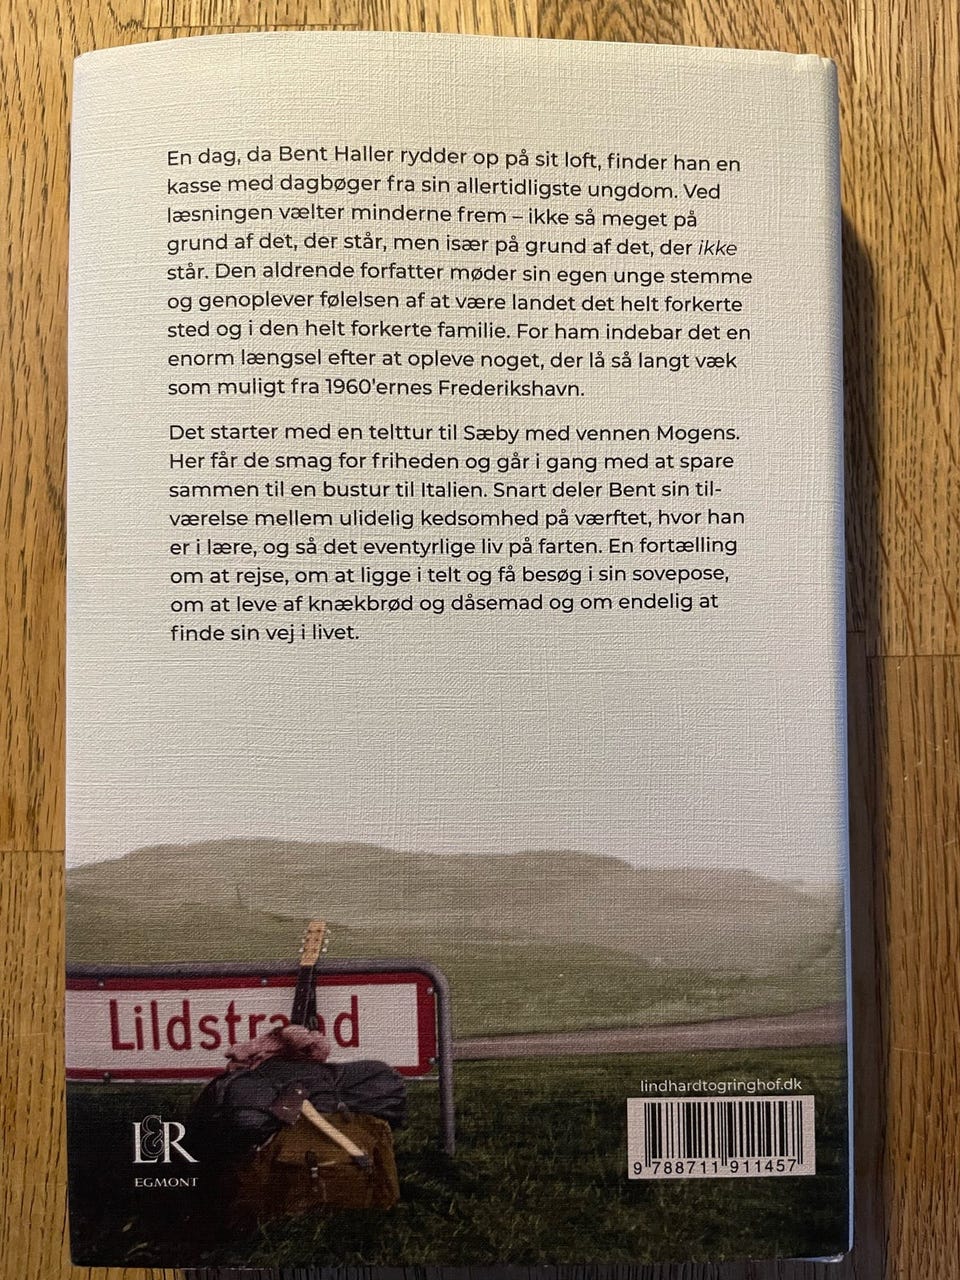 En dag, da Bent Haller rydder op på sit loft, finder han en
kasse med dagbøger fra sin allertidligste ungdom. Ved
læsningen vælter minderne frem – ikke så meget på
grund af det, der står, men især på grund af det, der ikke
står. Den aldrende forfatter møder sin egen unge stemme
og genoplever følelsen af at være landet det helt forkerte
sted og i den helt forkerte familie. For ham indebar det en
enorm længsel efter at opleve noget, der lå så langt væk
som muligt fra 1960'ernes Frederikshavn.
Det starter med en telttur til Sæby med vennen Mogens.
Her får de smag for friheden og går i gang med at spare
sammen til en bustur til Italien. Snart deler Bent sin til-
værelse mellem ulidelig kedsomhed på værftet, hvor han
er i lære, og så det eventyrlige liv på farten. En fortælling
om at rejse, om at ligge i telt og få besøg i sin sovepose,
om at leve af knækbrød og dåsemad og om endelig at
finde sin vej i livet.
Lildstrand
lindhardtogringhof.dk
L&R
EGMONT
9 788711 911457